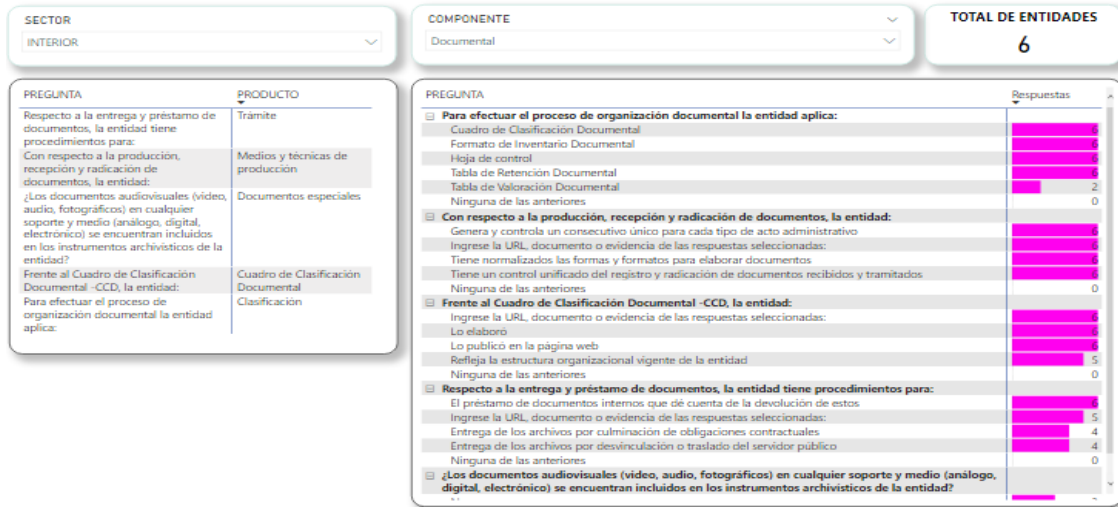 SECTOR
INTERIOR
COMPONENTE
Documental
TOTAL DE ENTIDADES
6
PREGUNTA PRODUCTO
Respecto a la entrega y préstamo de Trámite
documentos, la entidad tiene
procedimientos para:
Con respecto a la producción, Medios y técnicas de
recepción y radicación de producción
documentos, la entidad:
¿Los documentos audiovisuales (video, Documentos especiales
audio, fotográficos) en cualquier
soporte y medio (análogo, digital,
electrónico) se encuentran incluidos
en los instrumentos archivísticos de la
entidad?
Frente al Cuadro de Clasificación Cuadro de Clasificación
Documental -CCD, la entidad: Documental
Para efectuar el proceso de Clasificación
organización documental la entidad
aplica:
PREGUNTA Respuestas
Para efectuar el proceso de organización documental la entidad aplica:
Cuadro de Clasificación Documental 6
Formato de Inventario Documental 6
Hoja de control 6
Tabla de Retención Documental 6
Tabla de Valoración Documental 2
Ninguna de las anteriores 0
Con respecto a la producción, recepción y radicación de documentos, la entidad:
Genera y controla un consecutivo único para cada tipo de acto administrativo 6
Ingrese la URL, documento o evidencia de las respuestas seleccionadas: 6
Tiene normalizados las formas y formatos para elaborar documentos 6
Tiene un control unificado del registro y radicación de documentos recibidos y tramitados 6
Ninguna de las anteriores 0
Frente al Cuadro de Clasificación Documental -CCD, la entidad:
Ingrese la URL, documento o evidencia de las respuestas seleccionadas: 6
Lo elaboró 6
Lo publicó en la página web 6
Refleja la estructura organizacional vigente de la entidad 5
Ninguna de las anteriores 0
Respecto a la entrega y préstamo de documentos, la entidad tiene procedimientos para:
El préstamo de documentos internos que dé cuenta de la devolución de estos 6
Ingrese la URL, documento o evidencia de las respuestas seleccionadas: 5
Entrega de los archivos por culminación de obligaciones contractuales 4
Entrega de los archivos por desvinculación o traslado del servidor público 4
Ninguna de las anteriores 0
¿Los documentos audiovisuales (video, audio, fotográficos) en cualquier soporte y medio (análogo,
digital, electrónico) se encuentran incluidos en los instrumentos archivísticos de la entidad?